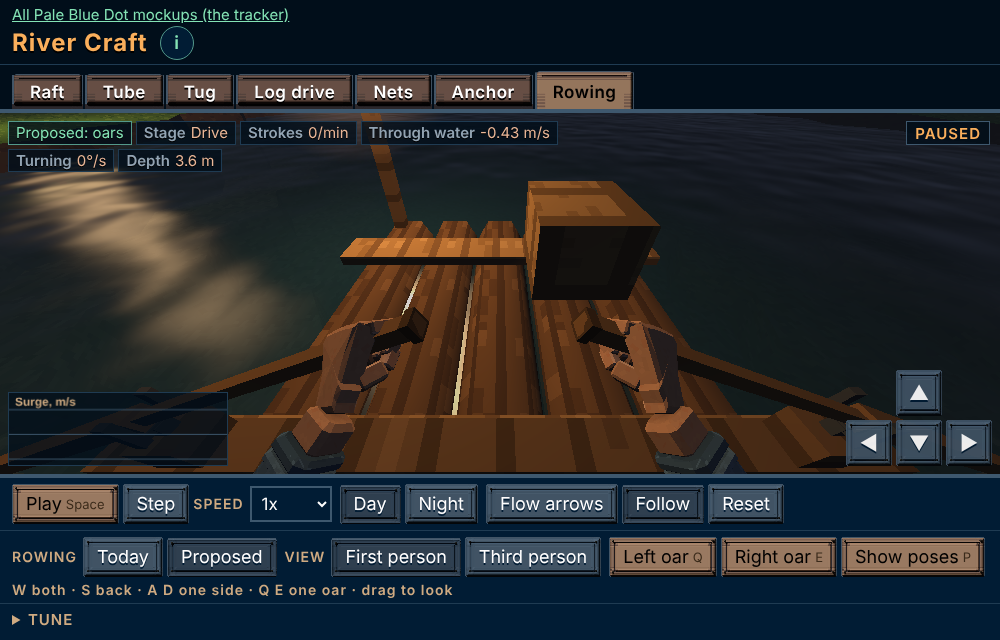 All Pale Blue Dot mockups (the tracker)
River Craft i
Raft Tube Tug Log drive Nets Anchor Rowing
Proposed: oars Stage Drive Strokes 0/min Through water -0.43 m/s PAUSED
Turning 0°/s Depth 3.6 m
Surge, m/s
▲
◀ ▼ ▶
Play Space Step SPEED 1x Day Night Flow arrows Follow Reset
ROWING Today Proposed VIEW First person Third person Left oar Q Right oar E Show poses P
W both · S back · A D one side · Q E one oar · drag to look
▶ TUNE